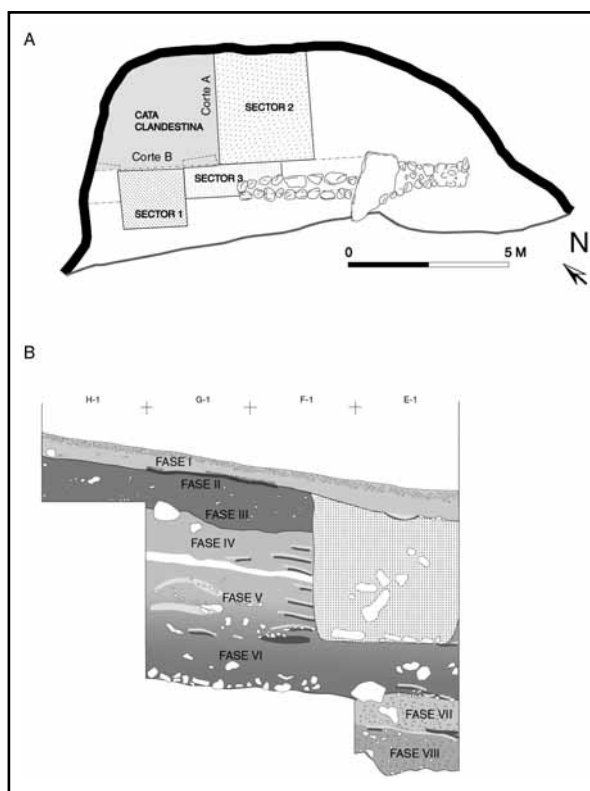 A
CATA
CLANDESTINA
Corte A
SECTOR 2
Corte B
SECTOR 3
SECTOR 1
0 5 M
N
B
H-1 G-1 F-1 E-1
FASE I
FASE II
FASE III
FASE IV
FASE V
FASE VI
FASE VII
FASE VIII